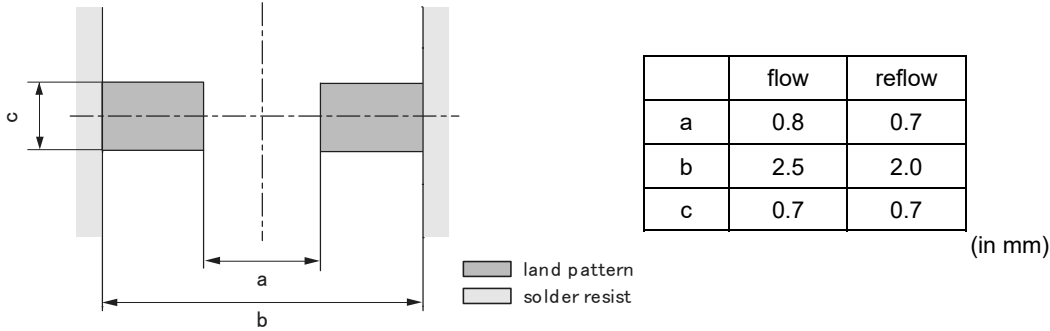 c
a
b
land pattern
solder resist
flow reflow
a 0.8 0.7
b 2.5 2.0
c 0.7 0.7
(in mm)